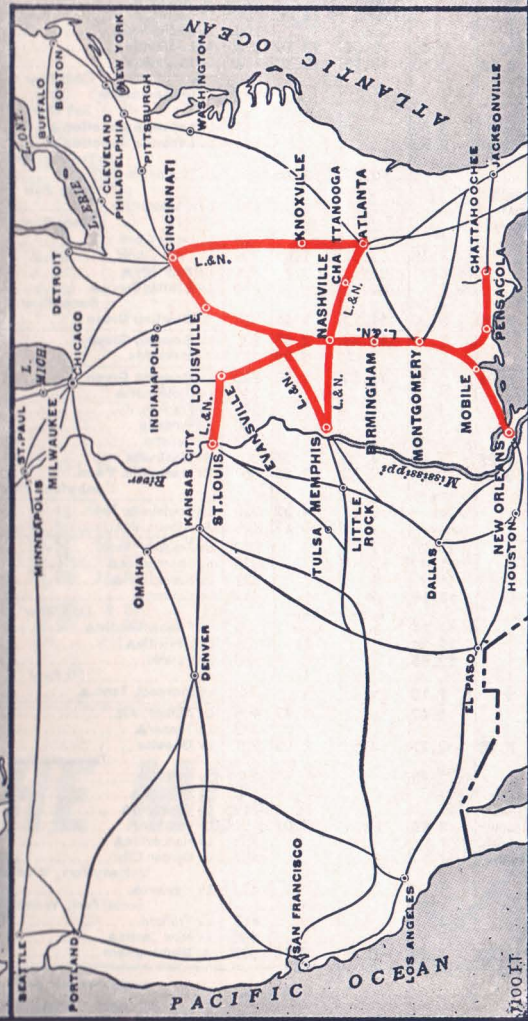 SEATTLE
PORTLAND
MINNEAPOLIS
ST. PAUL
MILWAUKEE
L.
MICH.
CHICAGO
DETROIT
L. ERIE
ONT.
BUFFALO
BOSTON
CLEVELAND
NEW YORK
PHILADELPHIA
PITTSBURGH
WASHINGTON
OMAHA
River
INDIANAPOLIS
CINCINNATI
L.&N.
DENVER
KANSAS CITY
ST. LOUIS
L.&N.
LOUISVILLE
EVANSVILLE
L.&N.
KNOXVILLE
NASHVILLE
CHATTANOOGA
L.&N.
ATLANTA
SAN FRANCISCO
TULSA
MEMPHIS
L.&N.
LITTLE
ROCK
BIRMINGHAM
L.&N.
MONTGOMERY
LOS ANGELES
DALLAS
Mississippi
MOBILE
PENSACOLA
CHATTAHOOCHEE
JACKSONVILLE
EL PASO
HOUSTON
NEW ORLEANS
PACIFIC OCEAN
ATLANTIC OCEAN